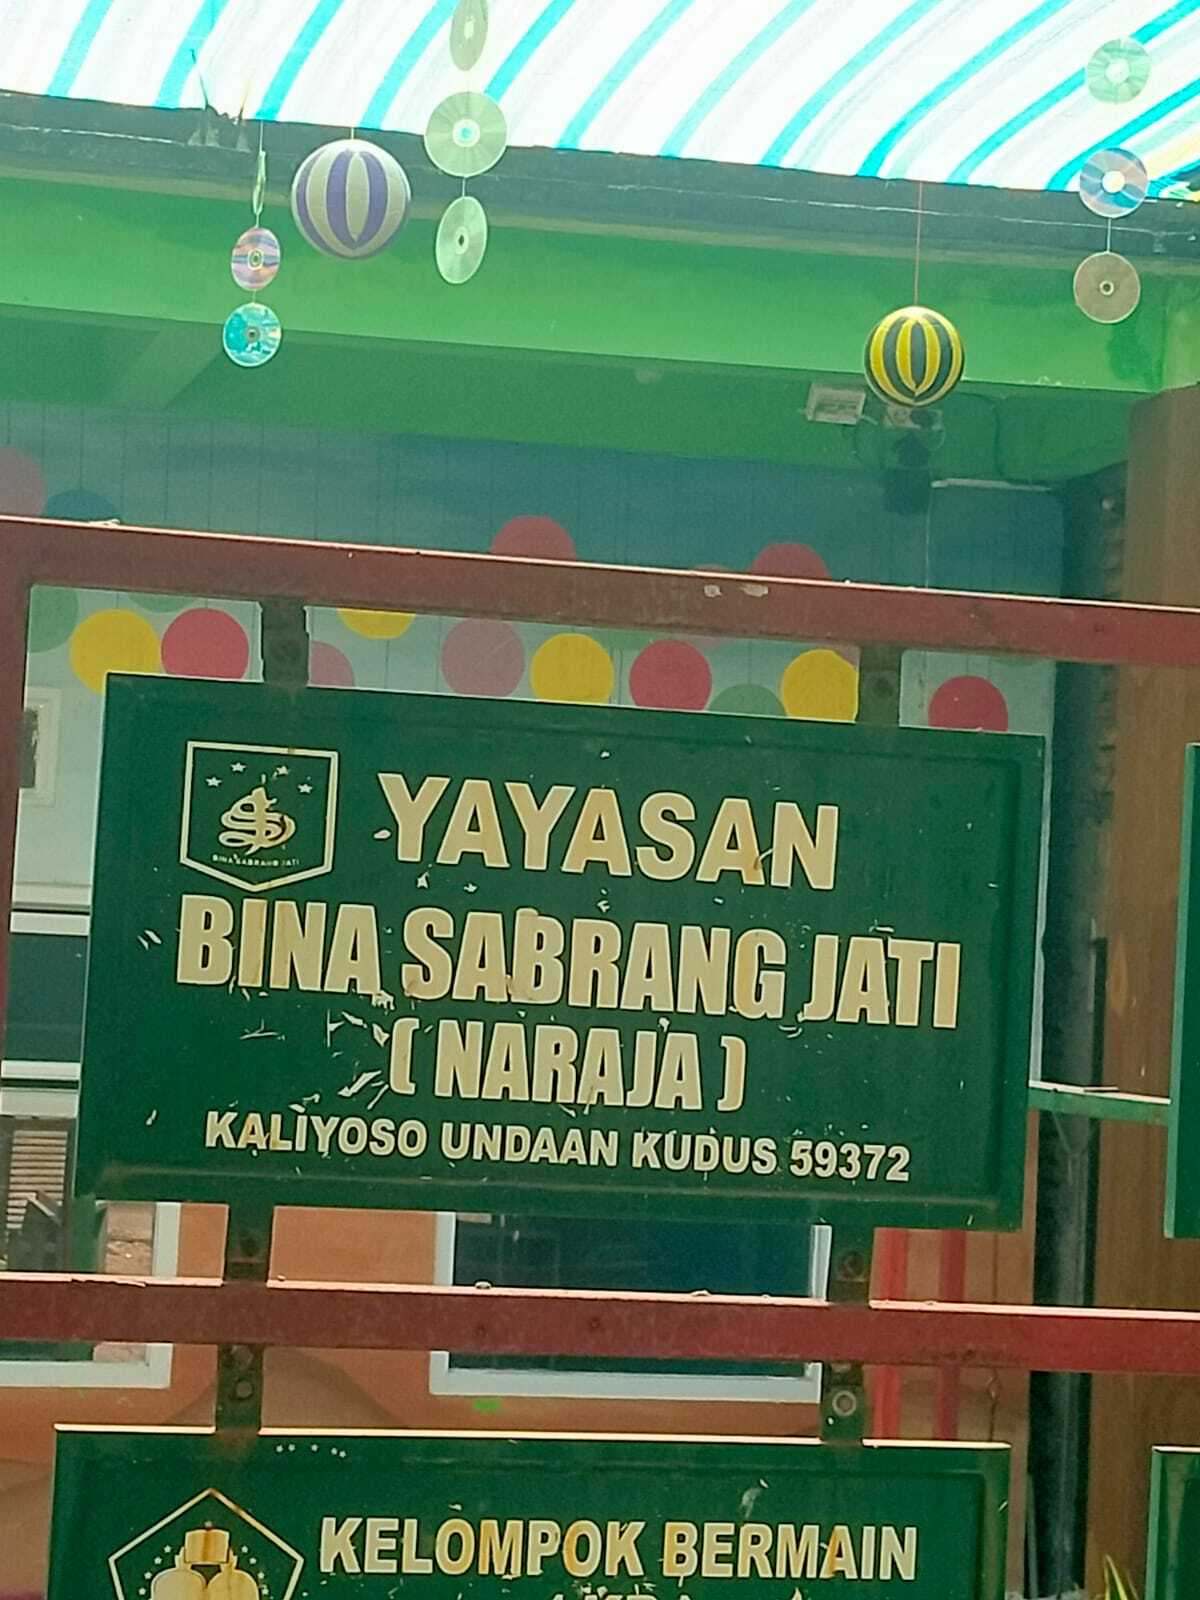 BINA SABRANG JATI
YAYASAN
BINA SABRANG JATI
( NARAJA )
KALIYOSO UNDAAN KUDUS 59372
KELOMPOK BERMAIN